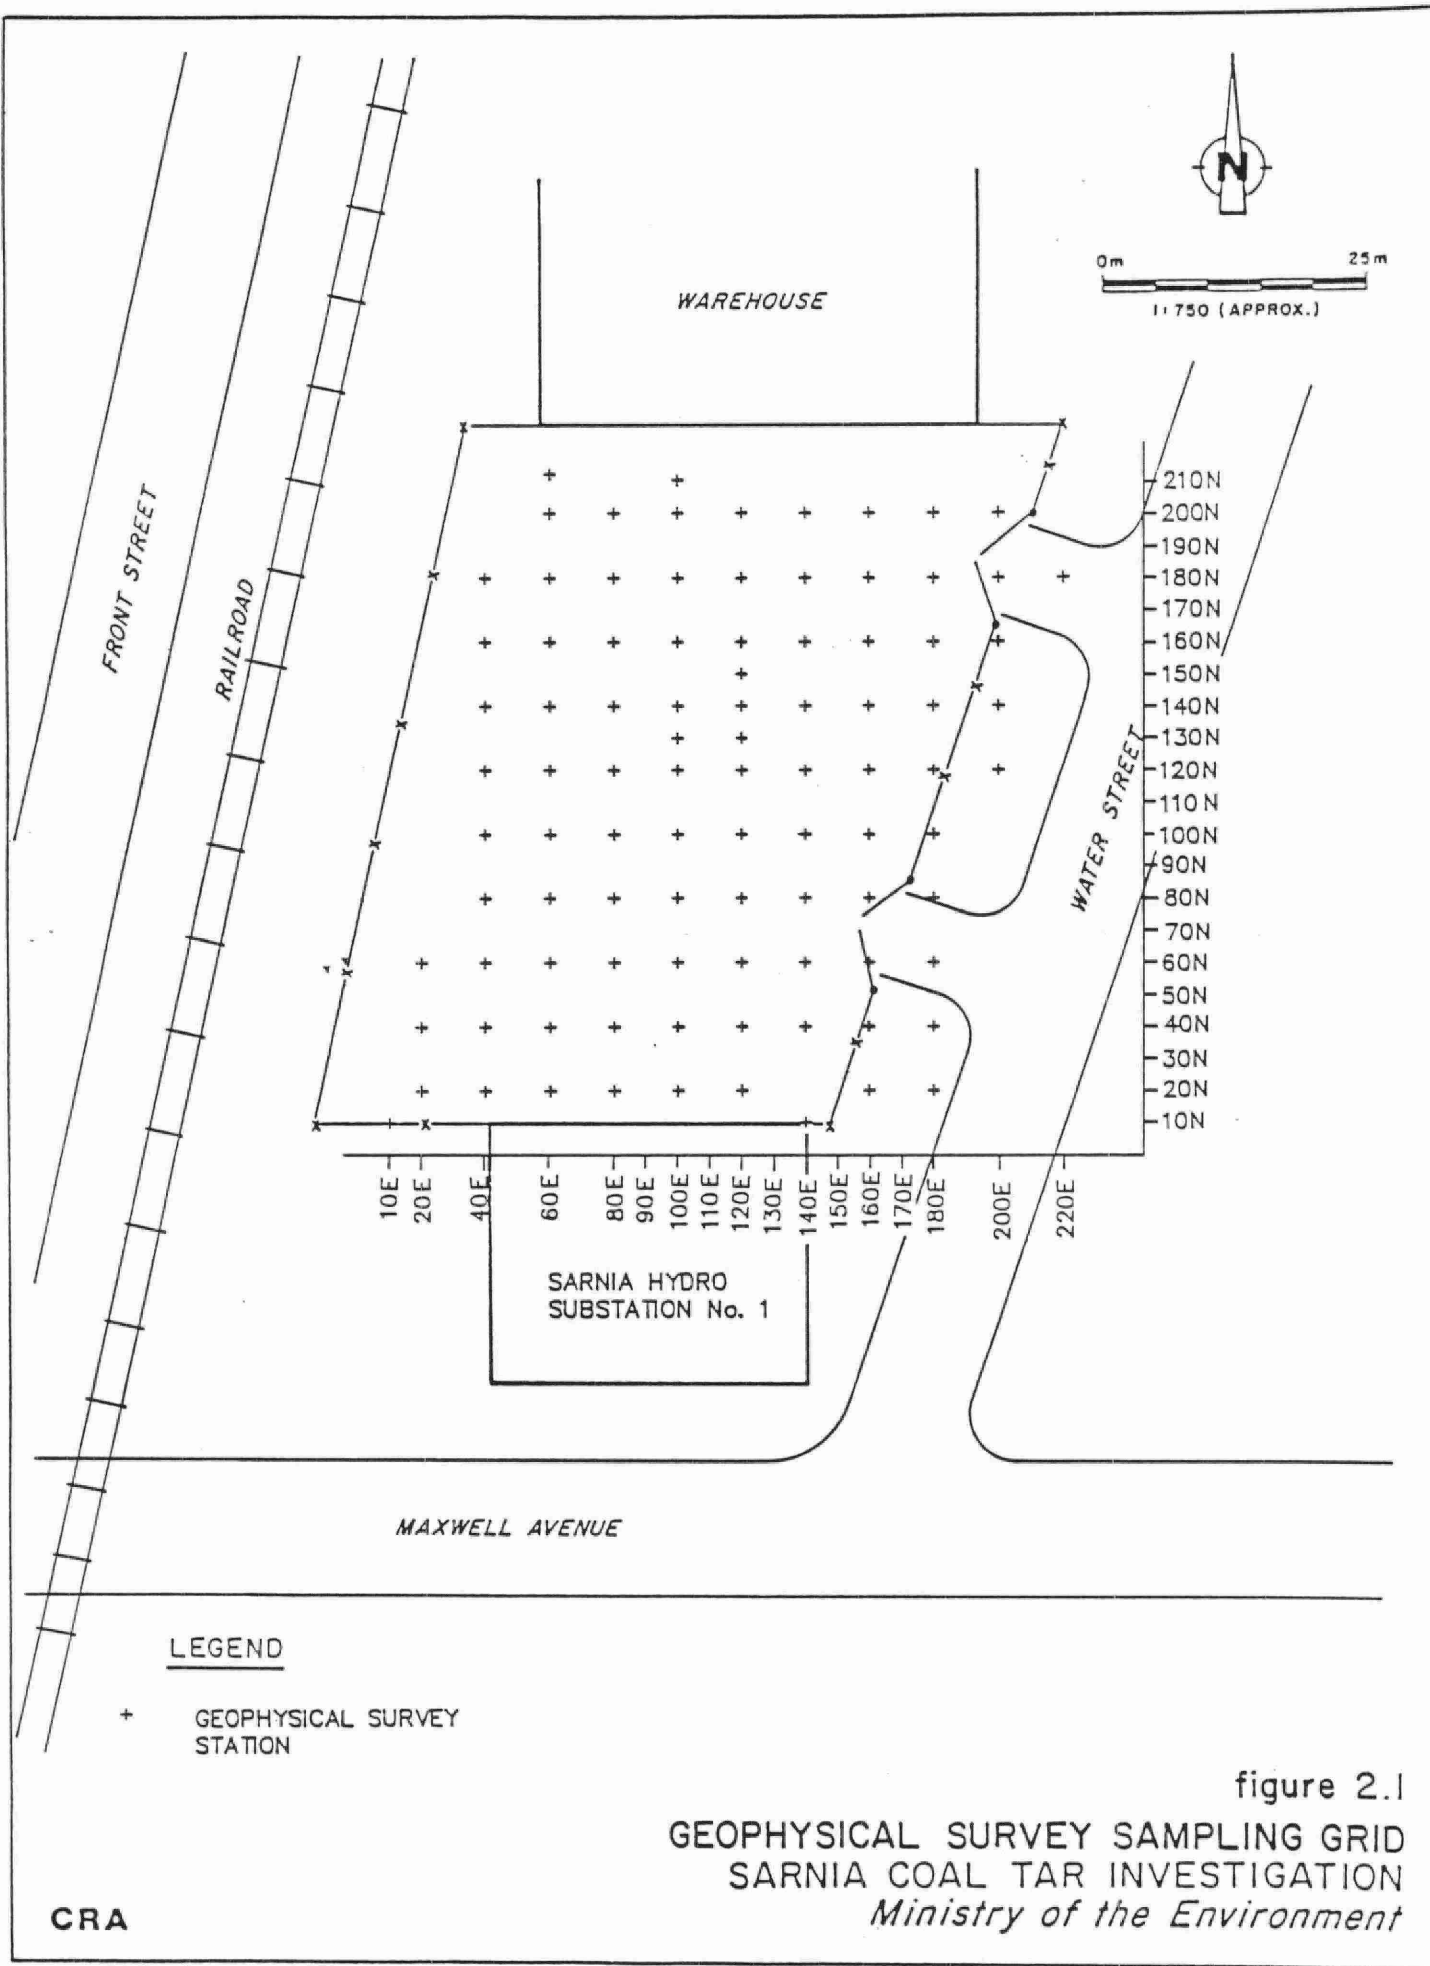 N
0m 25m
1:750 (APPROX.)
WAREHOUSE
FRONT STREET
RAILROAD
WATER STREET
210N
200N
190N
180N
170N
160N
150N
140N
130N
120N
110N
100N
90N
80N
70N
60N
50N
40N
30N
20N
10N
10E
20E
40E
60E
80E
90E
100E
110E
120E
130E
140E
150E
160E
170E
180E
200E
220E
SARNIA HYDRO
SUBSTATION No. 1
MAXWELL AVENUE
LEGEND
+ GEOPHYSICAL SURVEY
STATION
figure 2.1
GEOPHYSICAL SURVEY SAMPLING GRID
SARNIA COAL TAR INVESTIGATION
Ministry of the Environment
CRA